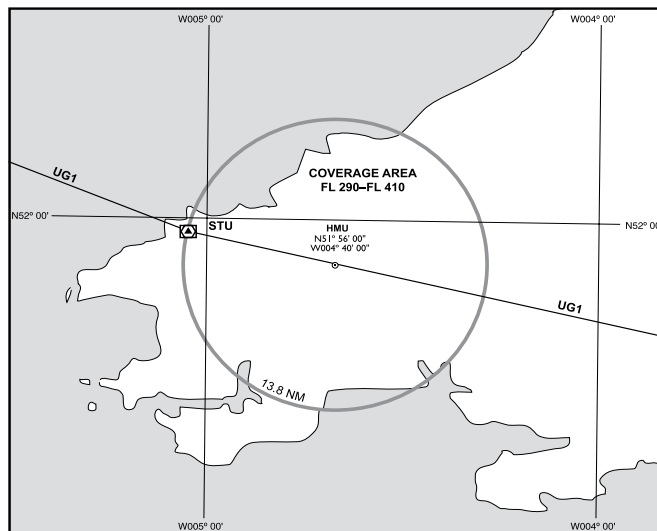 W005° 00'
W004° 00'
UG1
COVERAGE AREA
FL 290–FL 410
N52° 00'
STU
HMU
N51° 56' 00"
W004° 40' 00"
N52° 00'
UG1
13.8 NM
W005° 00'
W004° 00'